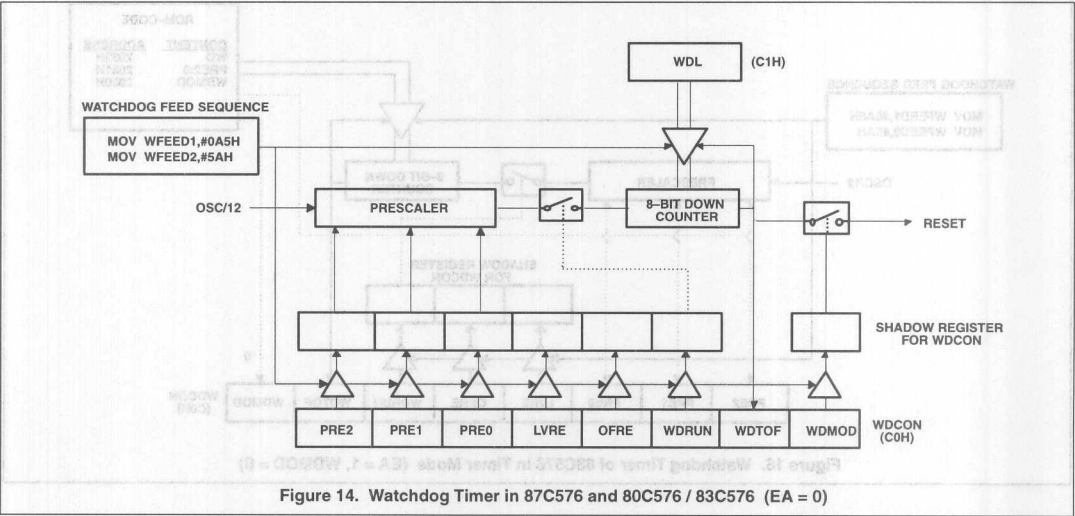 WDL (C1H)
WATCHDOG FEED SEQUENCE
MOV WFEED1,#0A5H
MOV WFEED2,#5AH
OSC/12
PRESCALER
8–BIT DOWN
COUNTER
RESET
SHADOW REGISTER
FOR WDCON
PRE2 PRE1 PRE0 LVRE OFRE WDRUN WDTOF WDMOD
WDCON
(C0H)
Figure 14. Watchdog Timer in 87C576 and 80C576 / 83C576 (EA = 0)